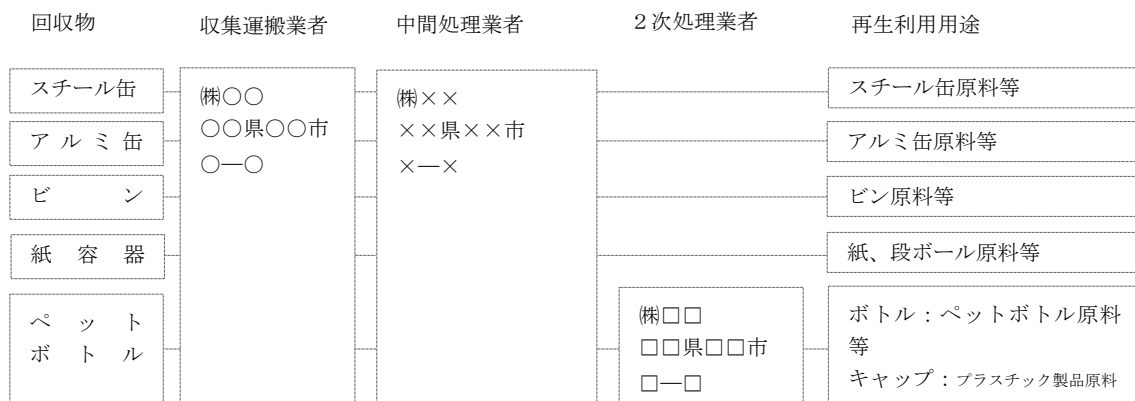 回収物 収集運搬業者 中間処理業者 2次処理業者 再生利用用途
スチール缶 ㈱○○ ㈱×× スチール缶原料等
アルミ缶 ○○県○○市 ××県××市 アルミ缶原料等
○―○ ×―×
ビン ビン原料等
紙容器 紙、段ボール原料等
ペット
ボトル
㈱□□
□□県□□市
□―□
ボトル：ペットボトル原料
等
キャップ：プラスチック製品原料